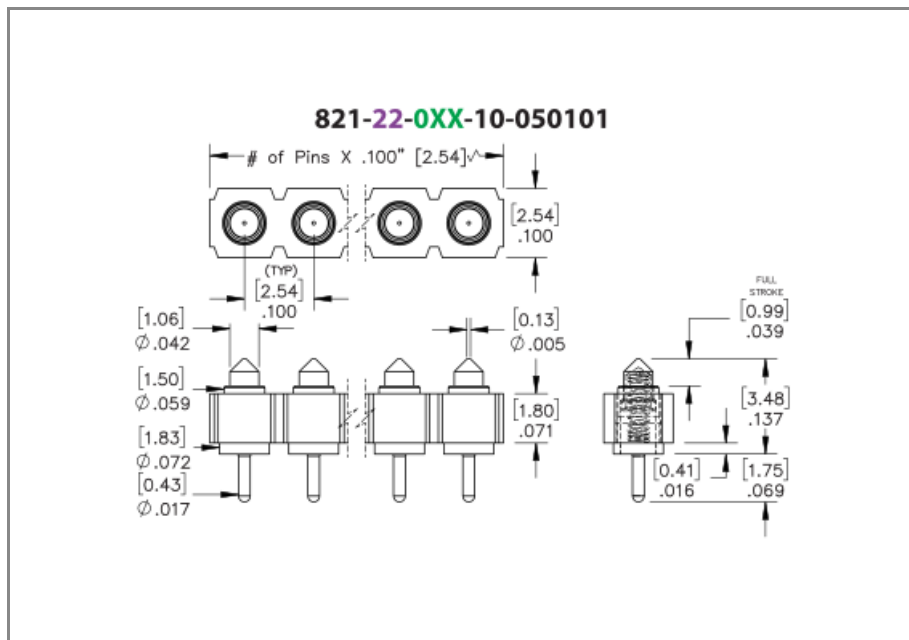 821-22-0XX-10-050101
# of Pins X .100" [2.54]
[2.54]
.100
(TYP)
[2.54]
.100
FULL
STROKE
[0.99]
.039
[1.06]
Ø.042
[0.13]
Ø.005
[1.50]
Ø.059
[1.80]
.071
[3.48]
.137
[1.83]
Ø.072
[0.43]
Ø.017
[0.41]
.016
[1.75]
.069